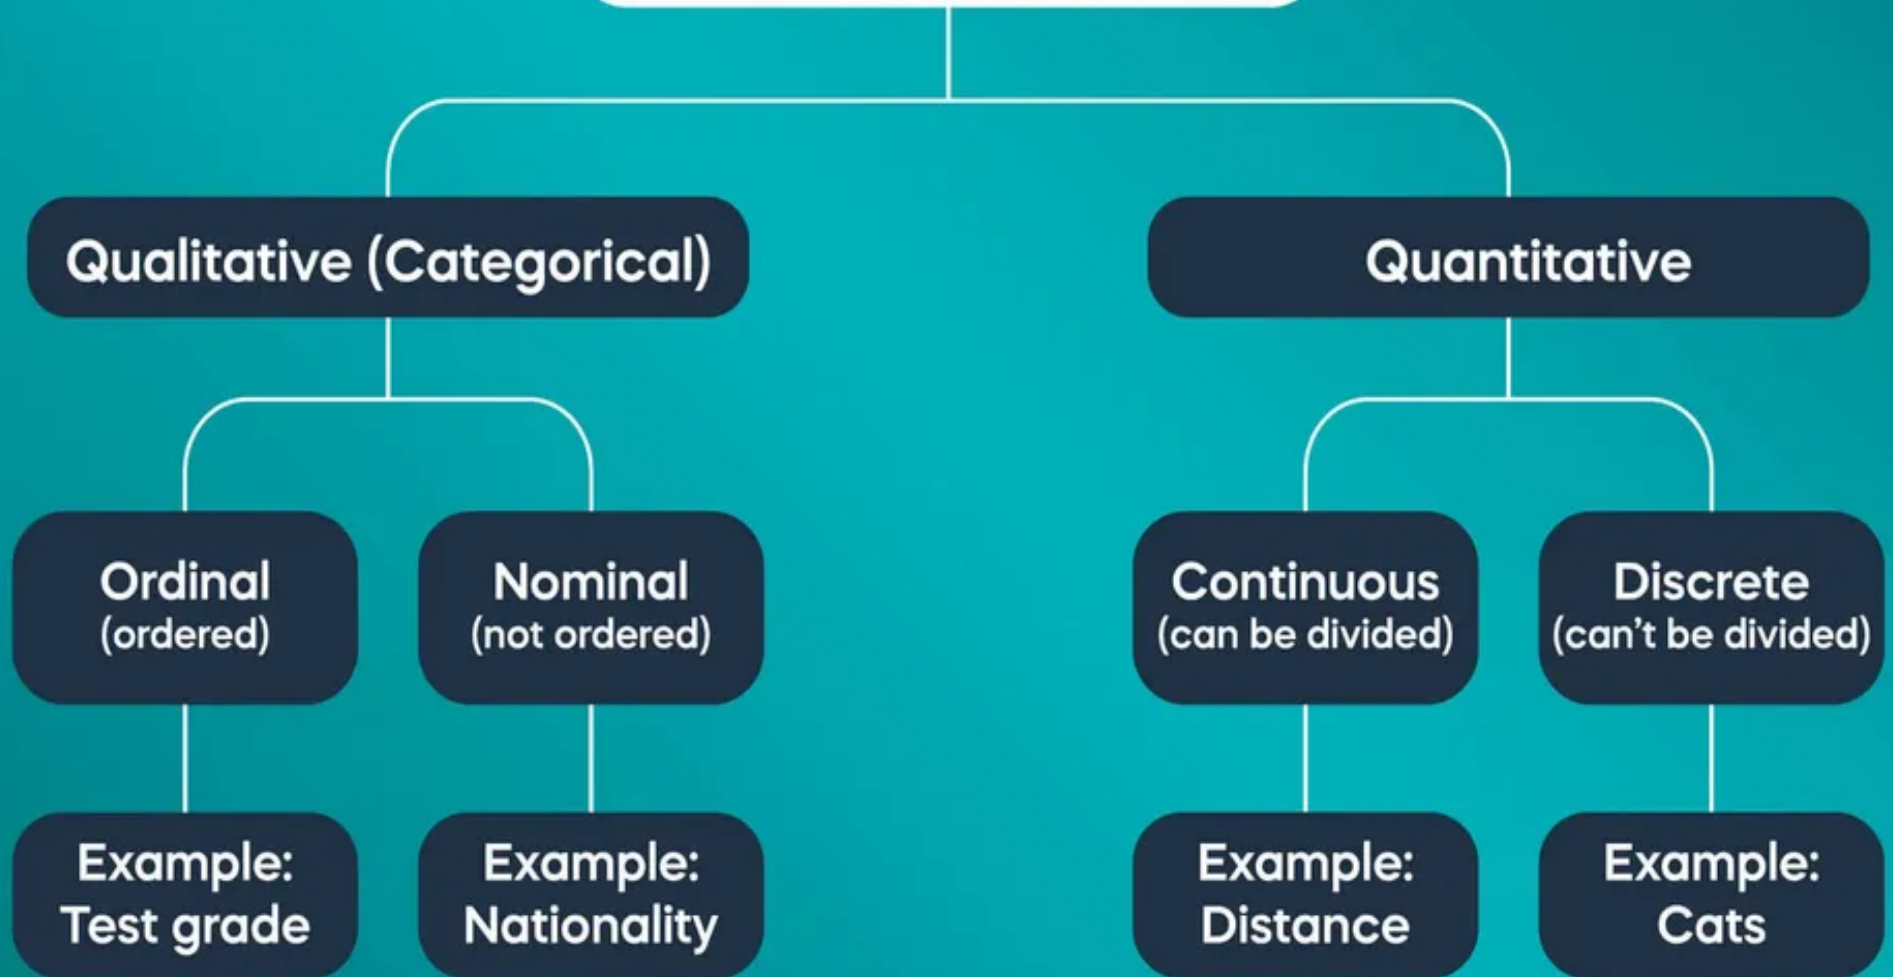 Qualitative (Categorical)
Quantitative
Ordinal
(ordered)
Nominal
(not ordered)
Continuous
(can be divided)
Discrete
(can’t be divided)
Example:
Test grade
Example:
Nationality
Example:
Distance
Example:
Cats